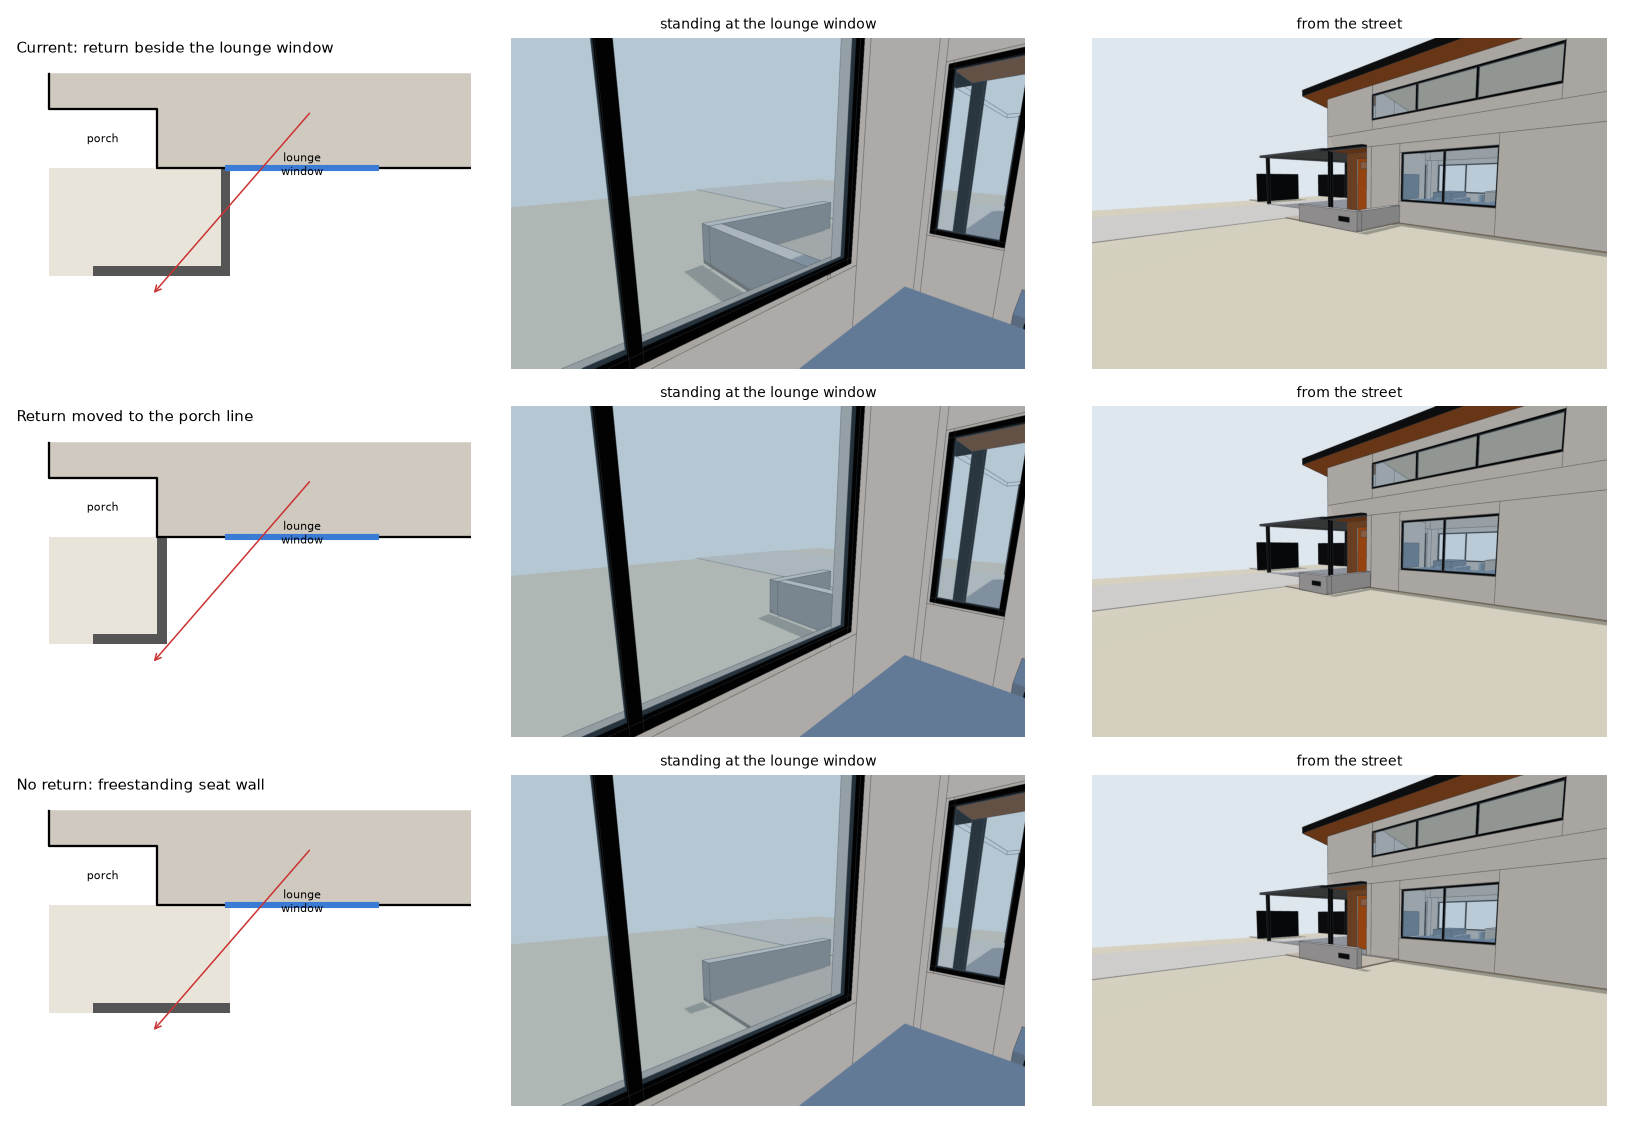 standing at the lounge window
from the street
Current: return beside the lounge window
porch
lounge
window
standing at the lounge window
from the street
Return moved to the porch line
porch
lounge
window
standing at the lounge window
from the street
No return: freestanding seat wall
porch
lounge
window